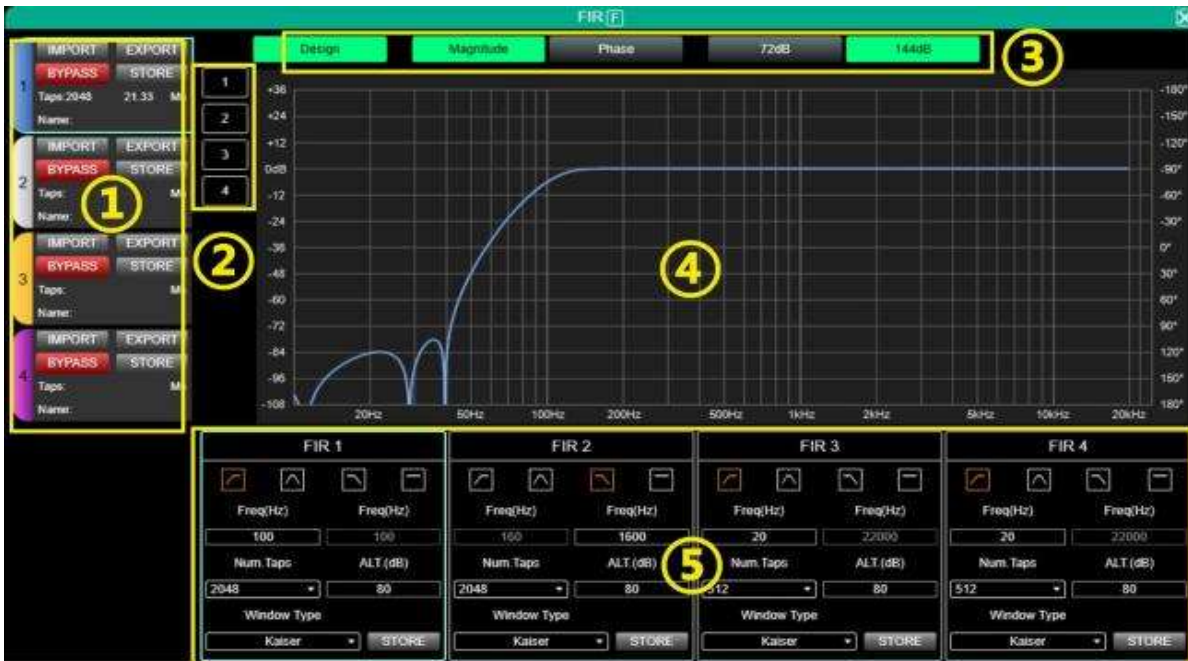 FIR F
Design Magnitude Phase 72dB 144dB
3
IMPORT EXPORT
1
BYPASS STORE
Taps:2048 21.33 M
Name:
IMPORT EXPORT
2
BYPASS STORE
Taps: M
Name:
1
IMPORT EXPORT
3
BYPASS STORE
Taps: M
Name:
IMPORT EXPORT
4
BYPASS STORE
Taps: M
Name:
1
2
3
4
2
+36 -180°
+24 -150°
+12 -120°
0dB -90°
-12 -60°
-24 -30°
-36 0°
-48 30°
-60 60°
-72 90°
-84 120°
-96 150°
-108 180°
4
20Hz 50Hz 100Hz 200Hz 500Hz 1kHz 2kHz 5kHz 10kHz 20kHz
FIR 1 FIR 2 FIR 3 FIR 4
Freq(Hz) Freq(Hz) Freq(Hz) Freq(Hz) Freq(Hz) Freq(Hz) Freq(Hz) Freq(Hz)
100 100 160 1600 20 22000 20 22000
Num.Taps ALT.(dB) Num.Taps ALT.(dB) 5 Num.Taps ALT.(dB) Num.Taps ALT.(dB)
2048 80 2048 80 512 80 512 80
Window Type Window Type Window Type Window Type
Kaiser STORE Kaiser STORE Kaiser STORE Kaiser STORE